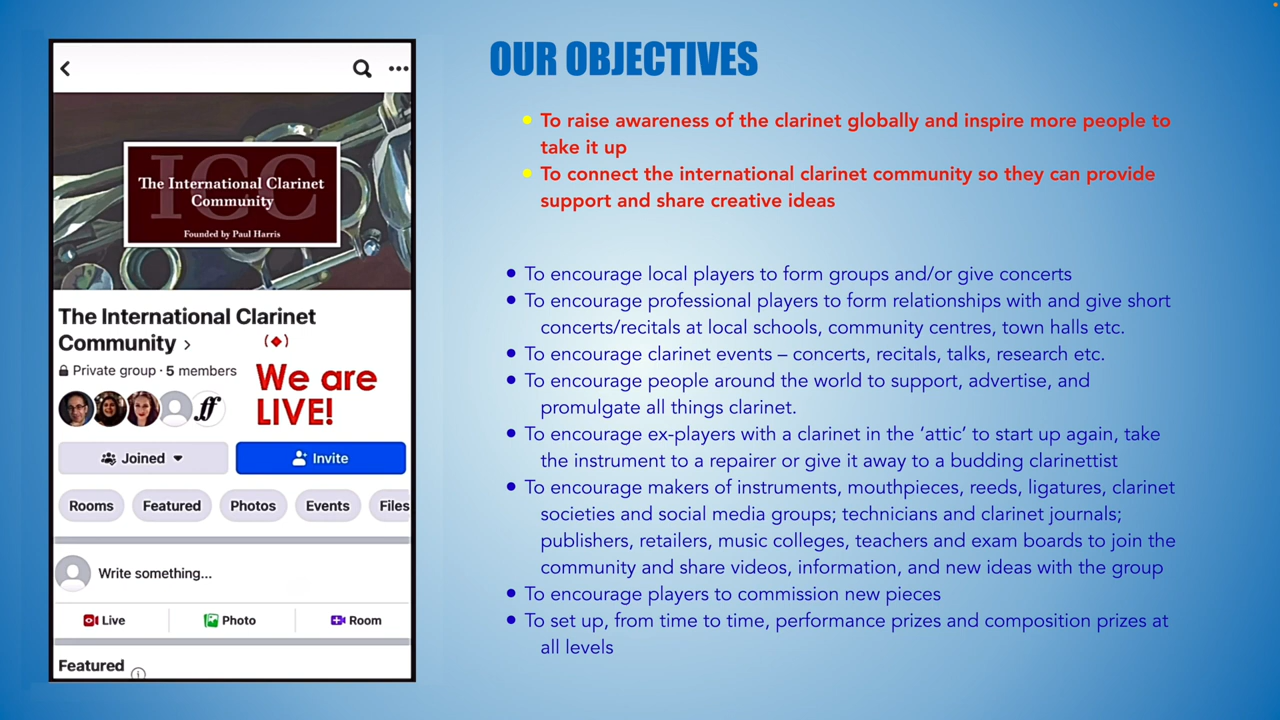 ICC
The International Clarinet
Community
Founded by Paul Harris
The International Clarinet
Community >
Private group · 5 members
ff
We are
LIVE!
Joined
Invite
Rooms
Featured
Photos
Events
Files
Write something...
Live
Photo
Room
Featured
OUR OBJECTIVES
• To raise awareness of the clarinet globally and inspire more people to
take it up
• To connect the international clarinet community so they can provide
support and share creative ideas
• To encourage local players to form groups and/or give concerts
• To encourage professional players to form relationships with and give short
concerts/recitals at local schools, community centres, town halls etc.
• To encourage clarinet events – concerts, recitals, talks, research etc.
• To encourage people around the world to support, advertise, and
promulgate all things clarinet.
• To encourage ex-players with a clarinet in the ‘attic’ to start up again, take
the instrument to a repairer or give it away to a budding clarinettist
• To encourage makers of instruments, mouthpieces, reeds, ligatures, clarinet
societies and social media groups; technicians and clarinet journals;
publishers, retailers, music colleges, teachers and exam boards to join the
community and share videos, information, and new ideas with the group
• To encourage players to commission new pieces
• To set up, from time to time, performance prizes and composition prizes at
all levels